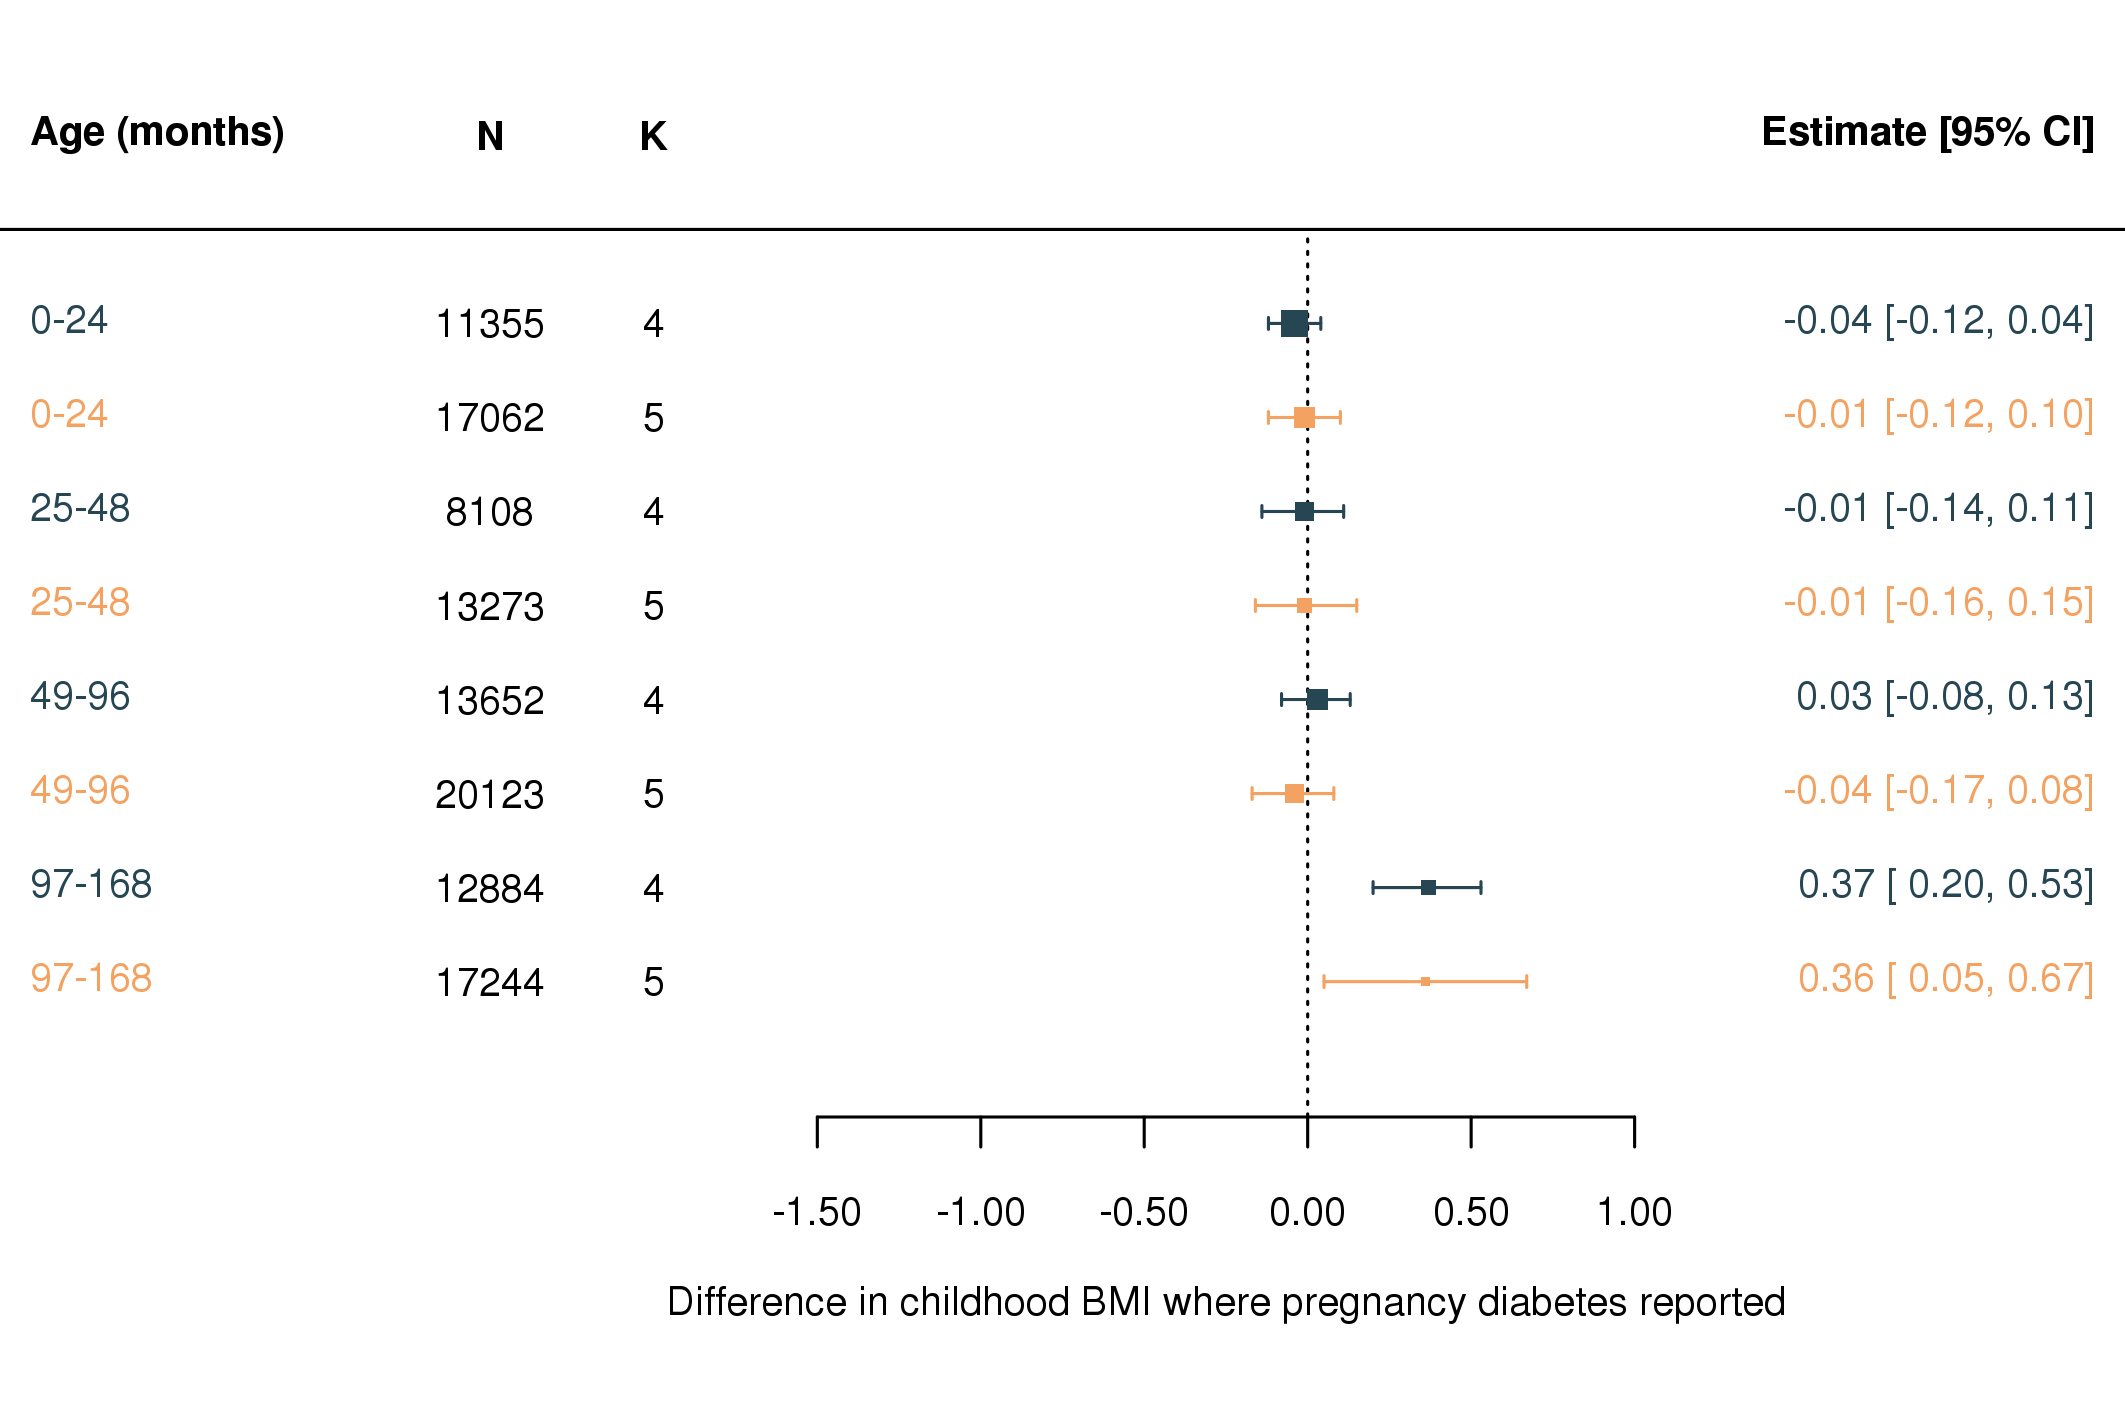 Age (months) N K Estimate [95% CI]
0-24 11355 4 -0.04 [-0.12, 0.04]
0-24 17062 5 -0.01 [-0.12, 0.10]
25-48 8108 4 -0.01 [-0.14, 0.11]
25-48 13273 5 -0.01 [-0.16, 0.15]
49-96 13652 4 0.03 [-0.08, 0.13]
49-96 20123 5 -0.04 [-0.17, 0.08]
97-168 12884 4 0.37 [ 0.20, 0.53]
97-168 17244 5 0.36 [ 0.05, 0.67]
-1.50 -1.00 -0.50 0.00 0.50 1.00
Difference in childhood BMI where pregnancy diabetes reported